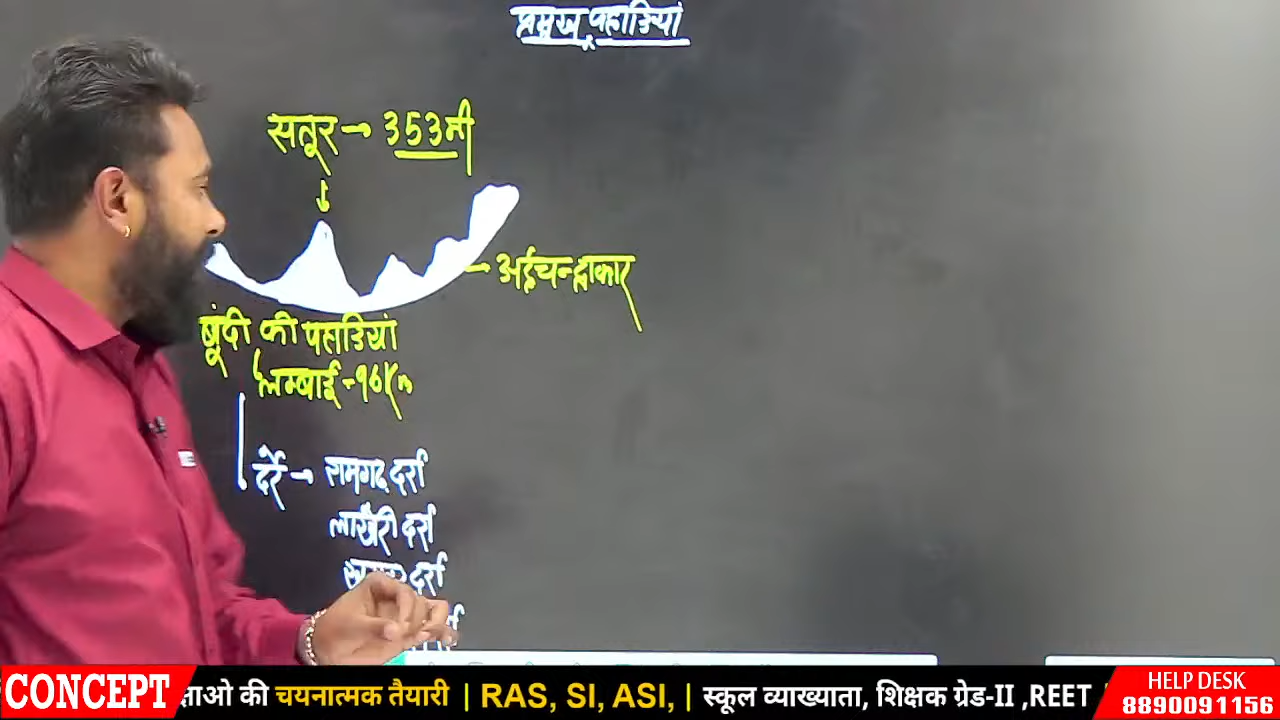 प्रमुख पहाडियां
सतूर → 353मी
अर्द्धचन्द्राकार
बूंदी की पहाडियां
लम्बाई - 96Km
दर्रे → रामगढ दर्रा
लाखेरी दर्रा
दर्रा
CONCEPT
की चयनात्मक तैयारी | RAS, SI, ASI, | स्कूल व्याख्याता, शिक्षक ग्रेड-II ,REET
HELP DESK
8890091156